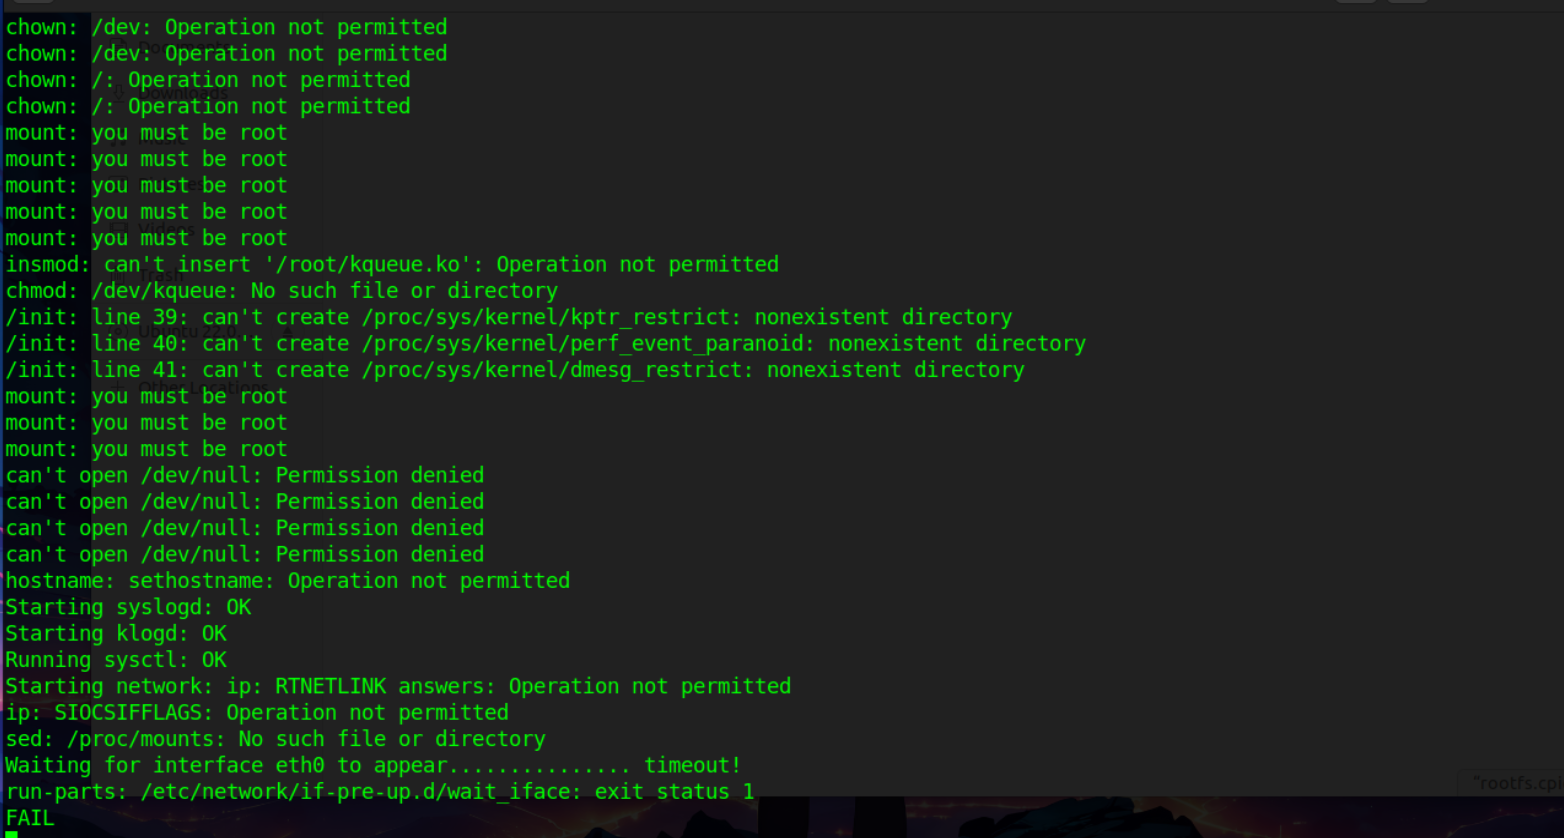 chown: /dev: Operation not permitted
chown: /dev: Operation not permitted
chown: /: Operation not permitted
chown: /: Operation not permitted
mount: you must be root
mount: you must be root
mount: you must be root
mount: you must be root
mount: you must be root
insmod: can't insert '/root/kqueue.ko': Operation not permitted
chmod: /dev/kqueue: No such file or directory
/init: line 39: can't create /proc/sys/kernel/kptr_restrict: nonexistent directory
/init: line 40: can't create /proc/sys/kernel/perf_event_paranoid: nonexistent directory
/init: line 41: can't create /proc/sys/kernel/dmesg_restrict: nonexistent directory
mount: you must be root
mount: you must be root
mount: you must be root
can't open /dev/null: Permission denied
can't open /dev/null: Permission denied
can't open /dev/null: Permission denied
can't open /dev/null: Permission denied
hostname: sethostname: Operation not permitted
Starting syslogd: OK
Starting klogd: OK
Running sysctl: OK
Starting network: ip: RTNETLINK answers: Operation not permitted
ip: SIOCSIFFLAGS: Operation not permitted
sed: /proc/mounts: No such file or directory
Waiting for interface eth0 to appear............... timeout!
run-parts: /etc/network/if-pre-up.d/wait_iface: exit status 1
FAIL
Downloads
Music
Videos
Trash
Other Locations
"rootfs.cpi